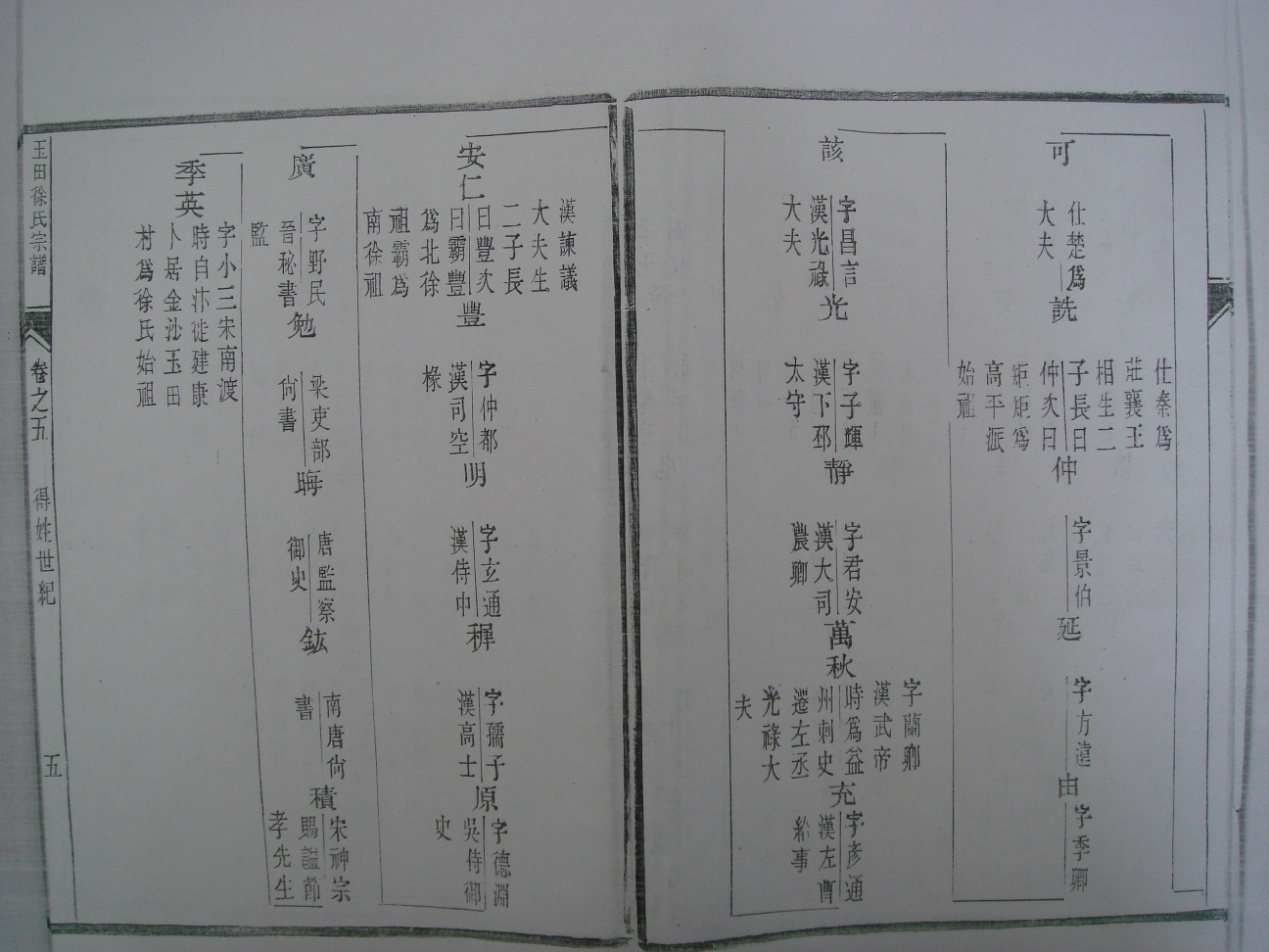 可
仕楚爲
大夫
詵
仕秦爲
莊襄王
相生二
子長曰
仲次曰
矩矩爲
高平派
始祖
仲
字景伯
延
字方遠
由
字季卿
該
字昌言
漢光祿
大夫
光
字子輝
漢下邳
太守
靜
字君安
漢大司
農卿
萬秋
字蘭卿
漢武帝
時爲益
州刺史
遷左丞
光祿大
夫
充
字彥通
漢左曹
給事
安仁
漢諫議
大夫生
二子長
曰豐次
曰霸豐
爲北徐
祖霸爲
南徐祖
豐
字仲都
漢司空
椽
明
字玄通
漢侍中
稺
字孺子
漢高士
原
字德淵
吳侍御
史
廣
字野民
晉秘書
監
勉
梁吏部
尙書
晦
唐監察
御史
鉉
南唐尙
書
積
宋神宗
賜謚節
孝先生
季英
字小三宋南渡
時自汴徙建康
卜居金沙玉田
村爲徐氏始祖
玉田徐氏宗譜
卷之五
得姓世紀
五